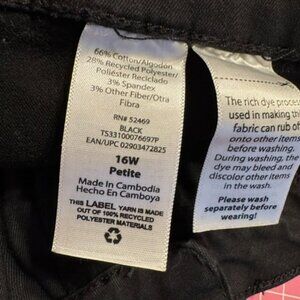 66% Cotton/Algodon
28% Recycled Polyester/
Poliéster Reciclado
3% Spandex
3% Other Fiber/Otra
Fibra
RN# 52469
BLACK
TS33100076697P
EAN/UPC 02903472825
16W
Petite
Made In Cambodia
Hecho En Camboya
THIS LABEL YARN IS MADE
OUT OF 100% RECYCLED
POLYESTER MATERIALS
The rich dye proces
used in making th
fabric can rub off
onto other items
before washing.
During washing, the
dye may bleed and
discolor other items
in the wash.
Please wash
separately before
wearing!